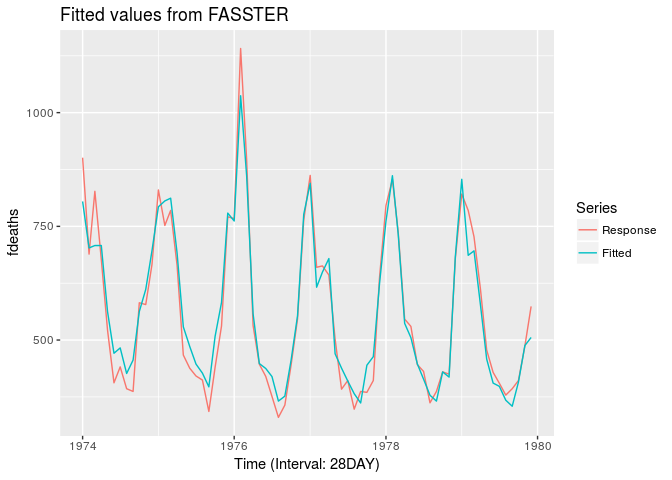 Fitted values from FASSTER
fdeaths
1000
750
500
1974
1976
1978
1980
Time (Interval: 28DAY)
Series
Response
Fitted